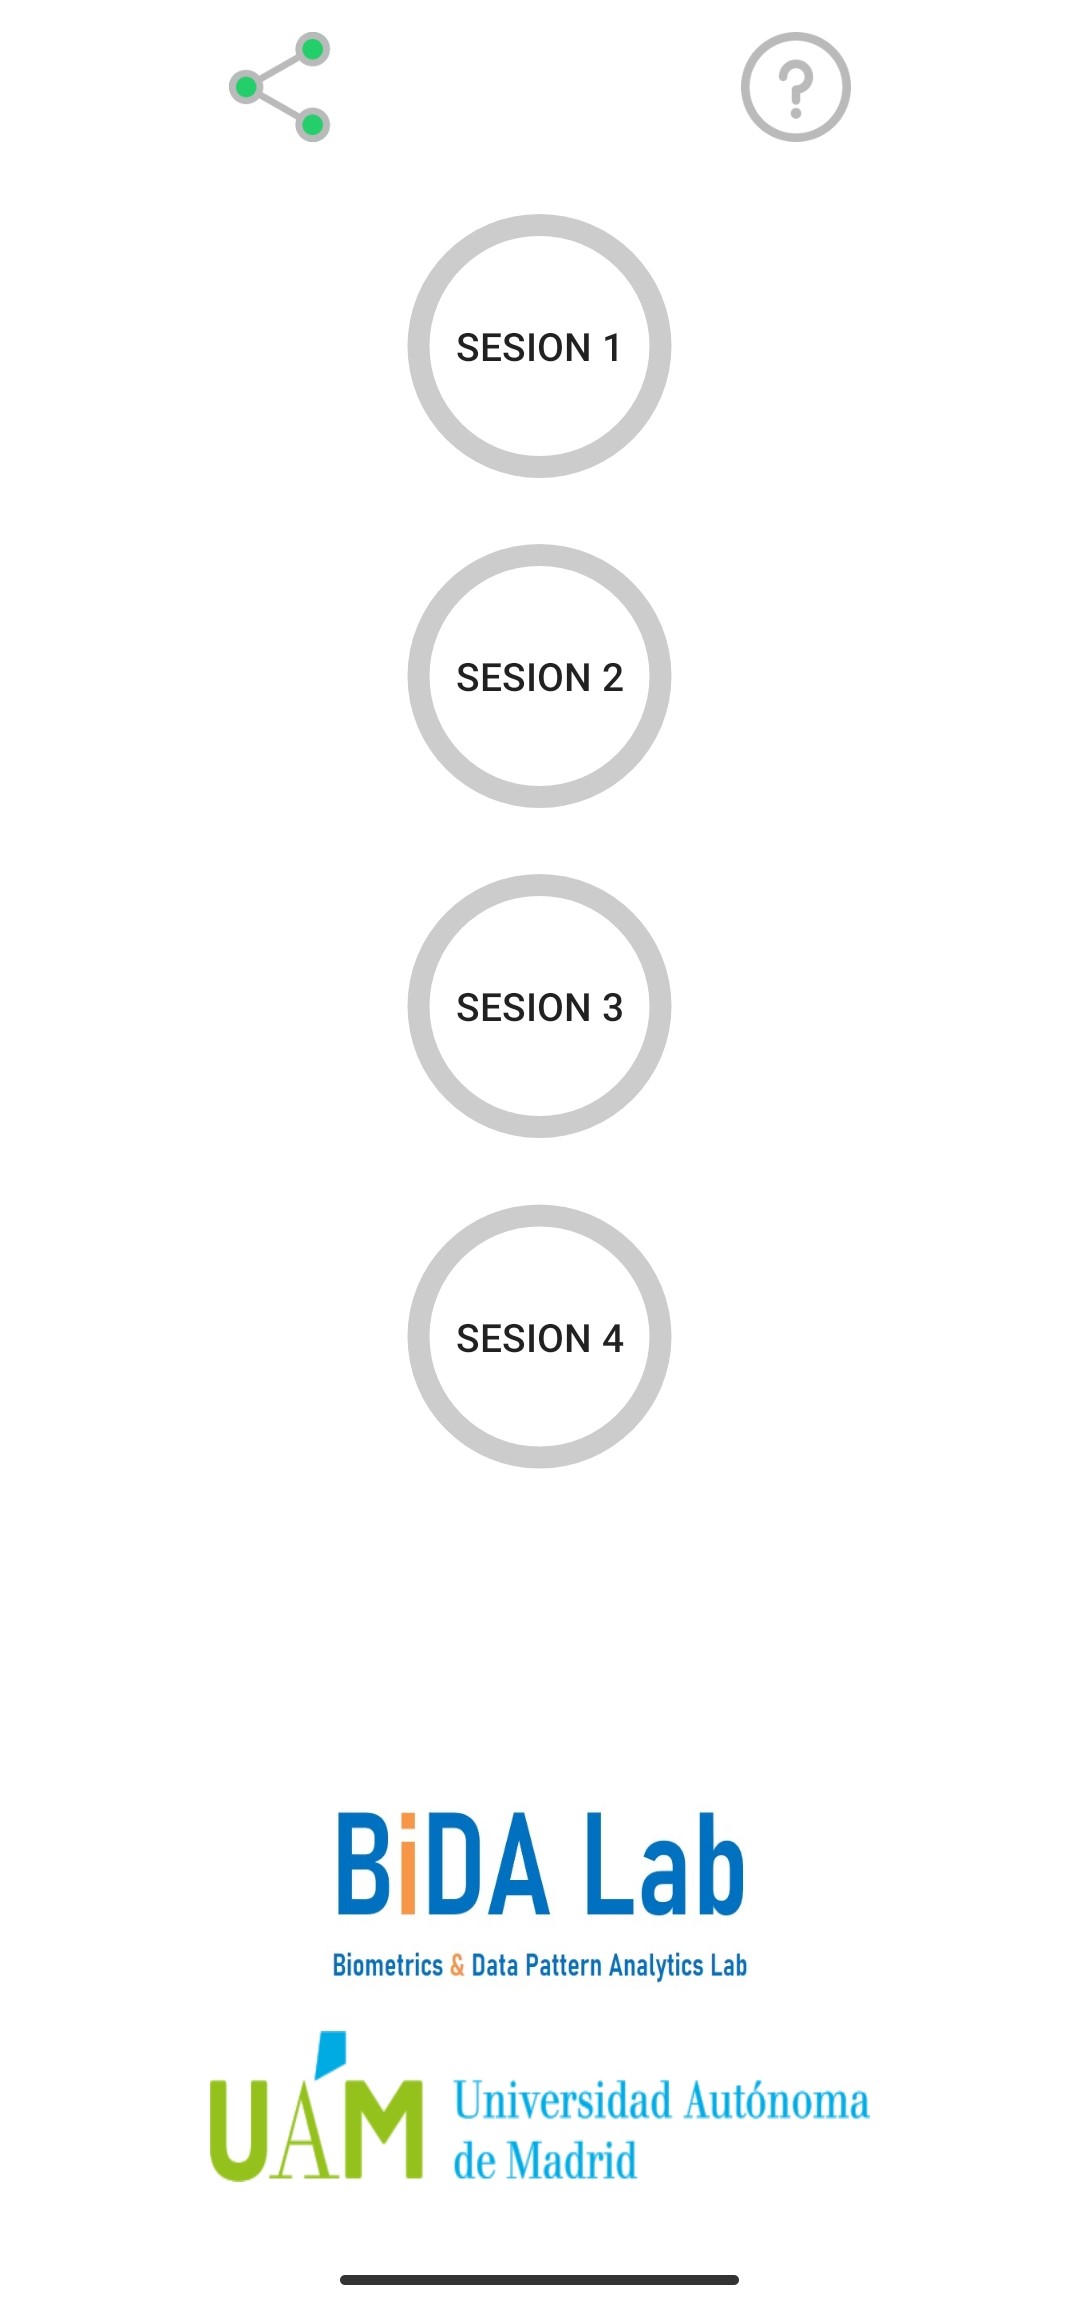 ?
SESION 1
SESION 2
SESION 3
SESION 4
BiDA Lab
Biometrics & Data Pattern Analytics Lab
UAM Universidad Autónoma
de Madrid